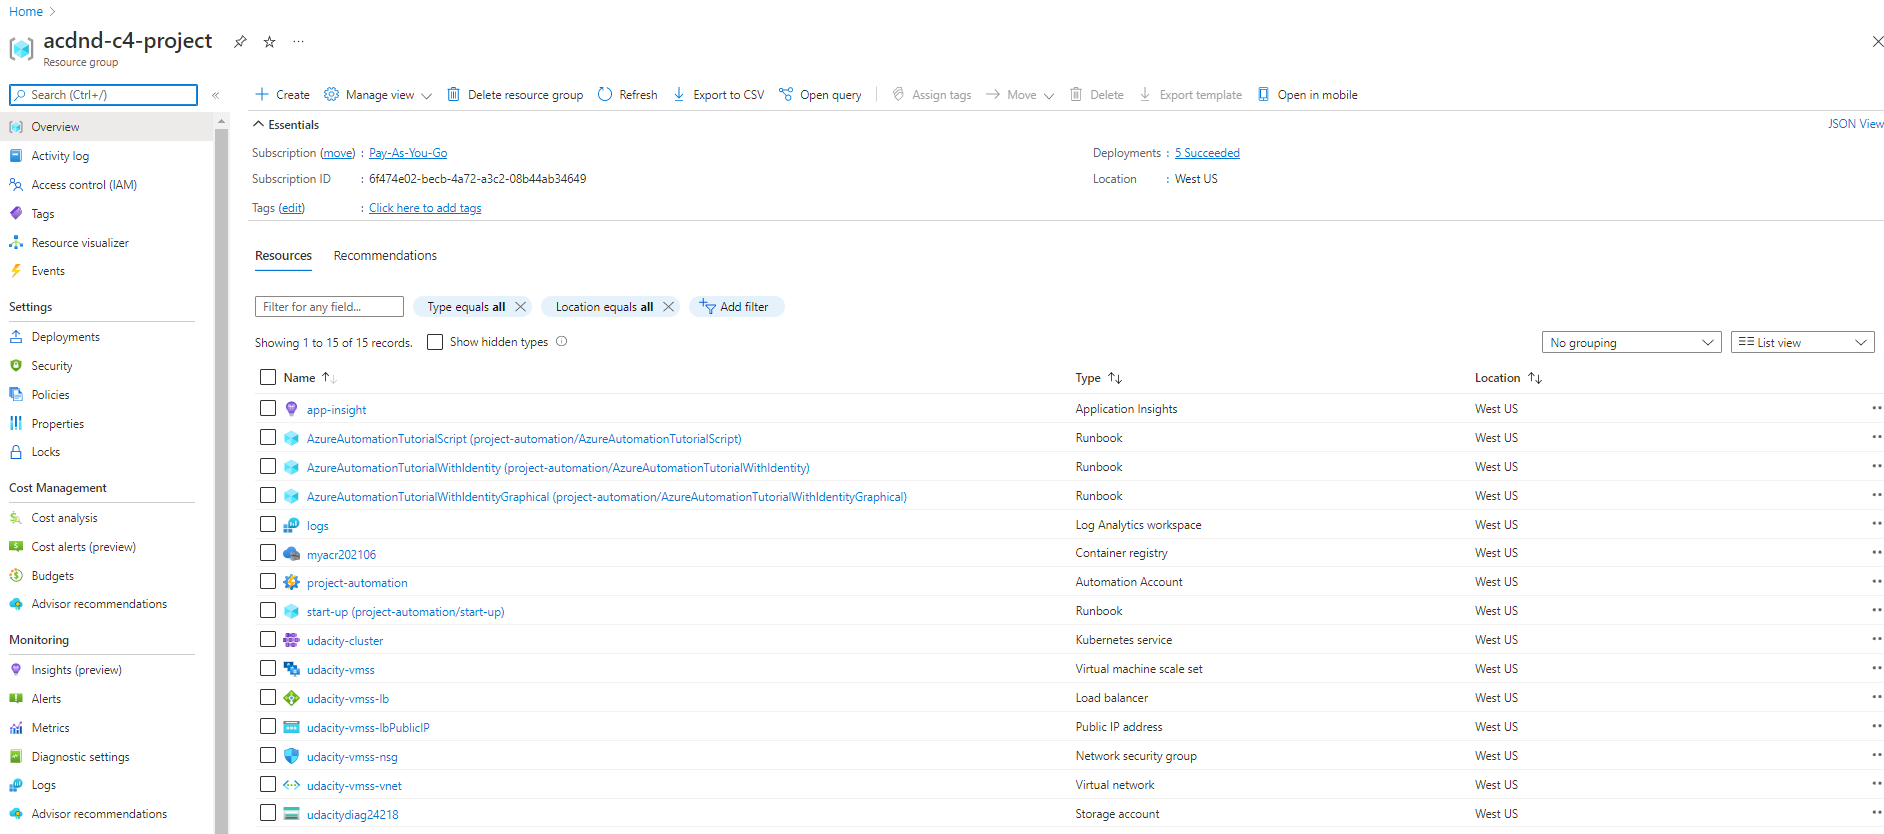 Home
acdnd-c4-project
Resource group
Search (Ctrl+/)
Overview
Activity log
Access control (IAM)
Tags
Resource visualizer
Events
Settings
Deployments
Security
Policies
Properties
Locks
Cost Management
Cost analysis
Cost alerts (preview)
Budgets
Advisor recommendations
Monitoring
Insights (preview)
Alerts
Metrics
Diagnostic settings
Logs
Advisor recommendations
Create Manage view Delete resource group Refresh Export to CSV Open query Assign tags Move Delete Export template Open in mobile
Essentials JSON View
Subscription (move) : Pay-As-You-Go Deployments : 5 Succeeded
Subscription ID : 6f474e02-becb-4a72-a3c2-08b44ab34649 Location : West US
Tags (edit) : Click here to add tags
Resources Recommendations
Filter for any field... Type equals all Location equals all Add filter
Showing 1 to 15 of 15 records. Show hidden types No grouping List view
Name Type Location
app-insight Application Insights West US
AzureAutomationTutorialScript (project-automation/AzureAutomationTutorialScript) Runbook West US
AzureAutomationTutorialWithIdentity (project-automation/AzureAutomationTutorialWithIdentity) Runbook West US
AzureAutomationTutorialWithIdentityGraphical (project-automation/AzureAutomationTutorialWithIdentityGraphical) Runbook West US
logs Log Analytics workspace West US
myacr202106 Container registry West US
project-automation Automation Account West US
start-up (project-automation/start-up) Runbook West US
udacity-cluster Kubernetes service West US
udacity-vmss Virtual machine scale set West US
udacity-vmss-lb Load balancer West US
udacity-vmss-lbPublicIP Public IP address West US
udacity-vmss-nsg Network security group West US
udacity-vmss-vnet Virtual network West US
udacitydiag24218 Storage account West US